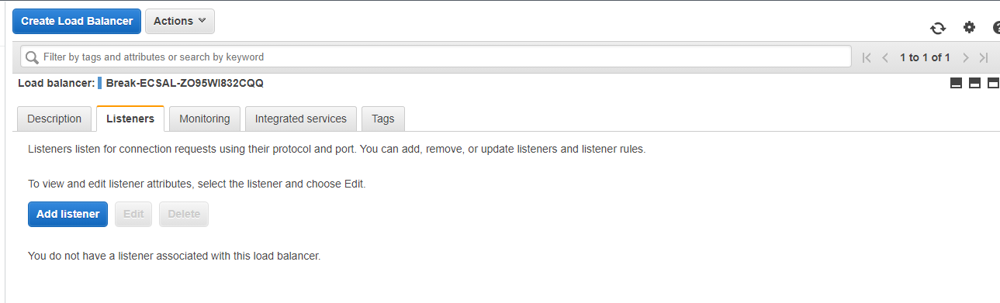 Create Load Balancer Actions
Filter by tags and attributes or search by keyword 1 to 1 of 1
Load balancer: Break-ECSAL-ZO95WI832CQQ
Description Listeners Monitoring Integrated services Tags
Listeners listen for connection requests using their protocol and port. You can add, remove, or update listeners and listener rules.
To view and edit listener attributes, select the listener and choose Edit.
Add listener Edit Delete
You do not have a listener associated with this load balancer.